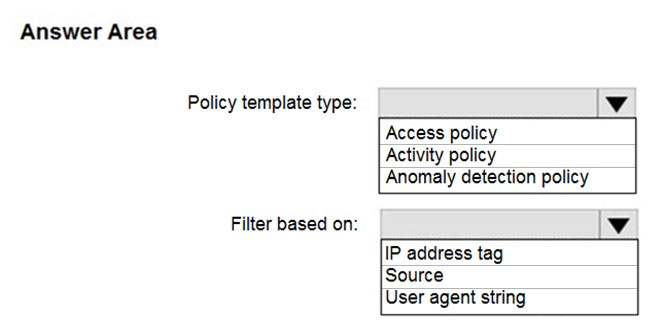 Answer Area
Policy template type:
Access policy
Activity policy
Anomaly detection policy
Filter based on:
IP address tag
Source
User agent string